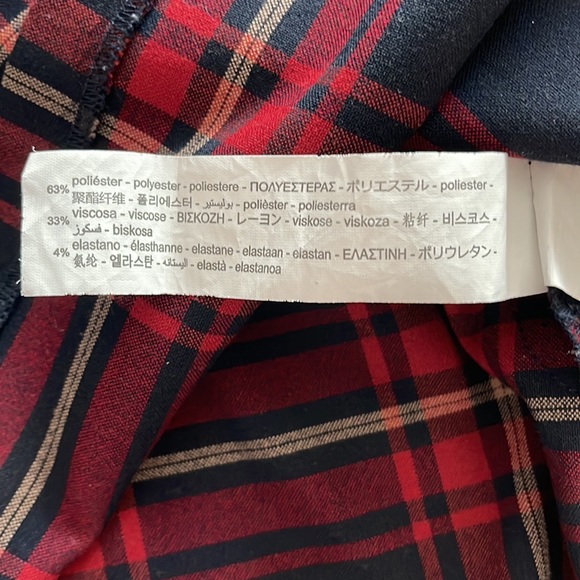 63% poliéster - polyester - poliestere - ΠΟΛΥΕΣΤΕΡΑΣ - ポリエステル - poliester -
聚酯纤维 - 폴리에스터 - بوليستير - polièster - poliesterra
33% viscosa - viscose - ΒΙΣΚΟΖΗ - レーヨン - viskose - viskoza - 粘纤 - 비스코스 -
فسكوز - biskosa
4% elastano - élasthanne - elastane - elastaan - elastan - ΕΛΑΣΤΙΝΗ - ポリウレタン -
氨纶 - 엘라스탄 - اليستانه - elastà - elastanoa